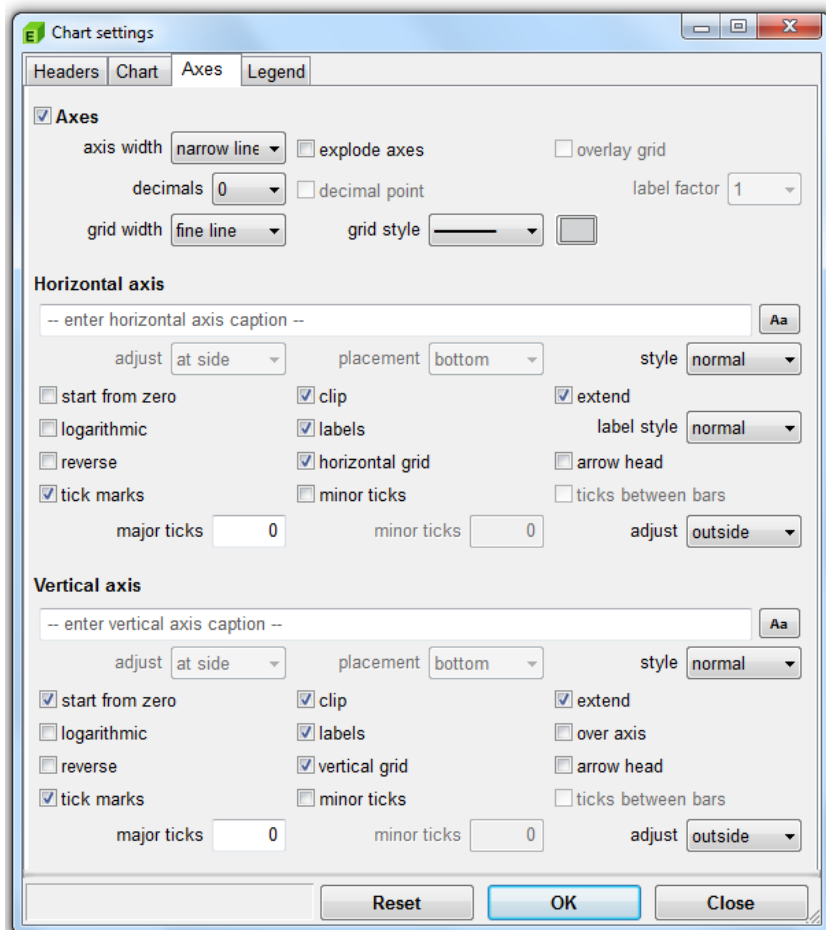 E Chart settings
Headers Chart Axes Legend
Axes
axis width narrow line explode axes overlay grid
decimals 0 decimal point label factor 1
grid width fine line grid style
Horizontal axis
-- enter horizontal axis caption -- Aa
adjust at side placement bottom style normal
start from zero clip extend
logarithmic labels label style normal
reverse horizontal grid arrow head
tick marks minor ticks ticks between bars
major ticks 0 minor ticks 0 adjust outside
Vertical axis
-- enter vertical axis caption -- Aa
adjust at side placement bottom style normal
start from zero clip extend
logarithmic labels over axis
reverse vertical grid arrow head
tick marks minor ticks ticks between bars
major ticks 0 minor ticks 0 adjust outside
Reset OK Close